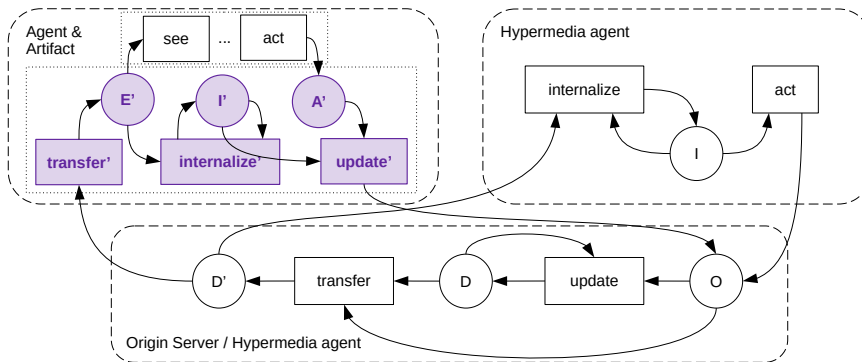 Agent &
Artifact
see
...
act
E’
I’
A’
transfer’
internalize’
update’
Hypermedia agent
internalize
act
I
D’
transfer
D
update
O
Origin Server / Hypermedia agent